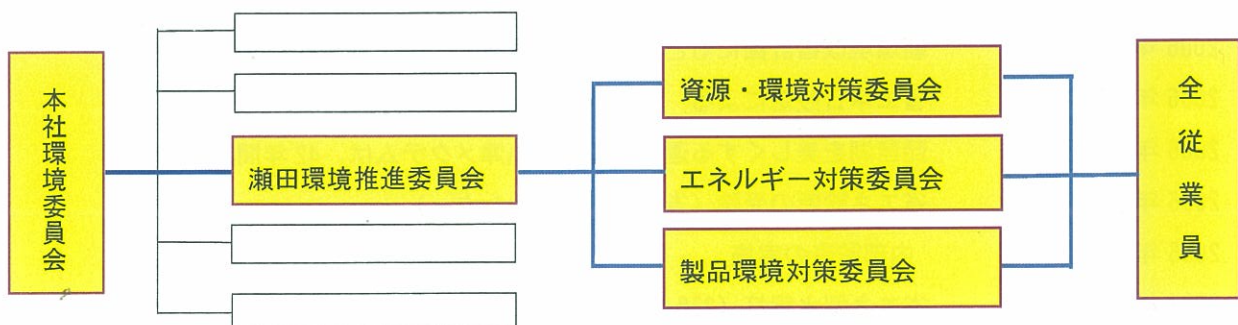 本社環境委員会
瀬田環境推進委員会
資源・環境対策委員会
エネルギー対策委員会
製品環境対策委員会
全従業員